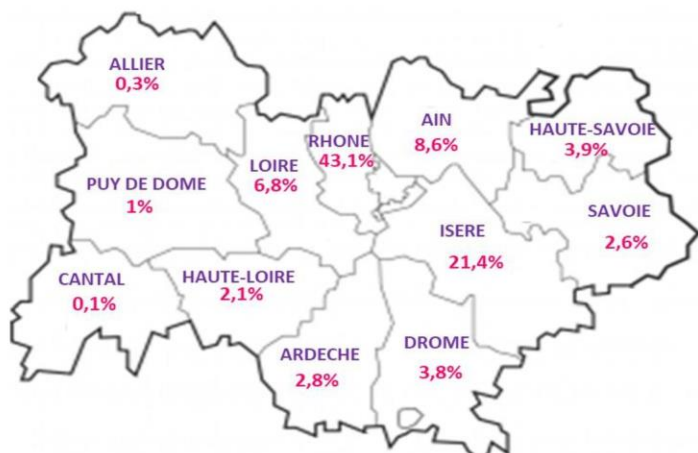 ALLIER
0,3%
AIN
8,6%
HAUTE-SAVOIE
3,9%
RHONE
43,1%
LOIRE
6,8%
PUY DE DOME
1%
SAVOIE
2,6%
ISERE
21,4%
CANTAL
0,1%
HAUTE-LOIRE
2,1%
ARDECHE
2,8%
DROME
3,8%